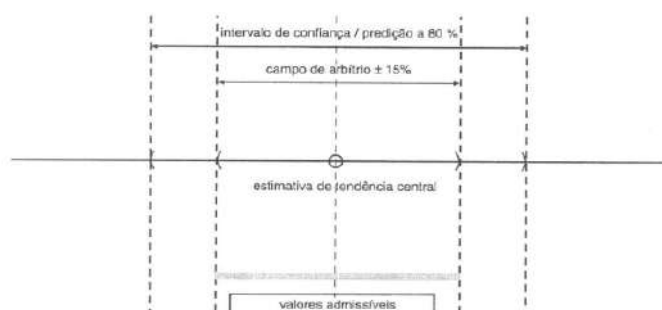 intervalo de confiança / predição a 80 %
campo de arbítrio ± 15%
estimativa de tendência central
valores admissíveis